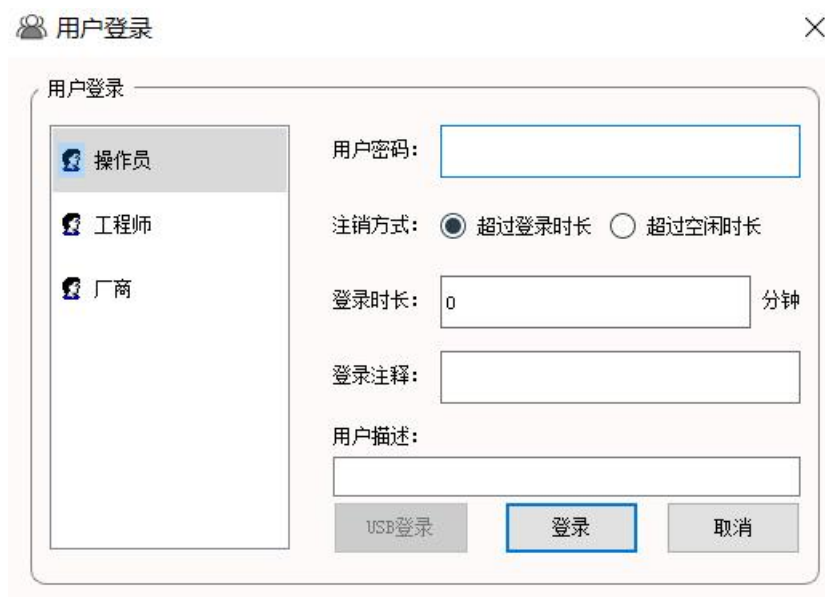 用户登录
用户登录
操作员
工程师
厂商
用户密码：
注销方式： 超过登录时长 超过空闲时长
登录时长： 0 分钟
登录注释：
用户描述：
USB登录 登录 取消